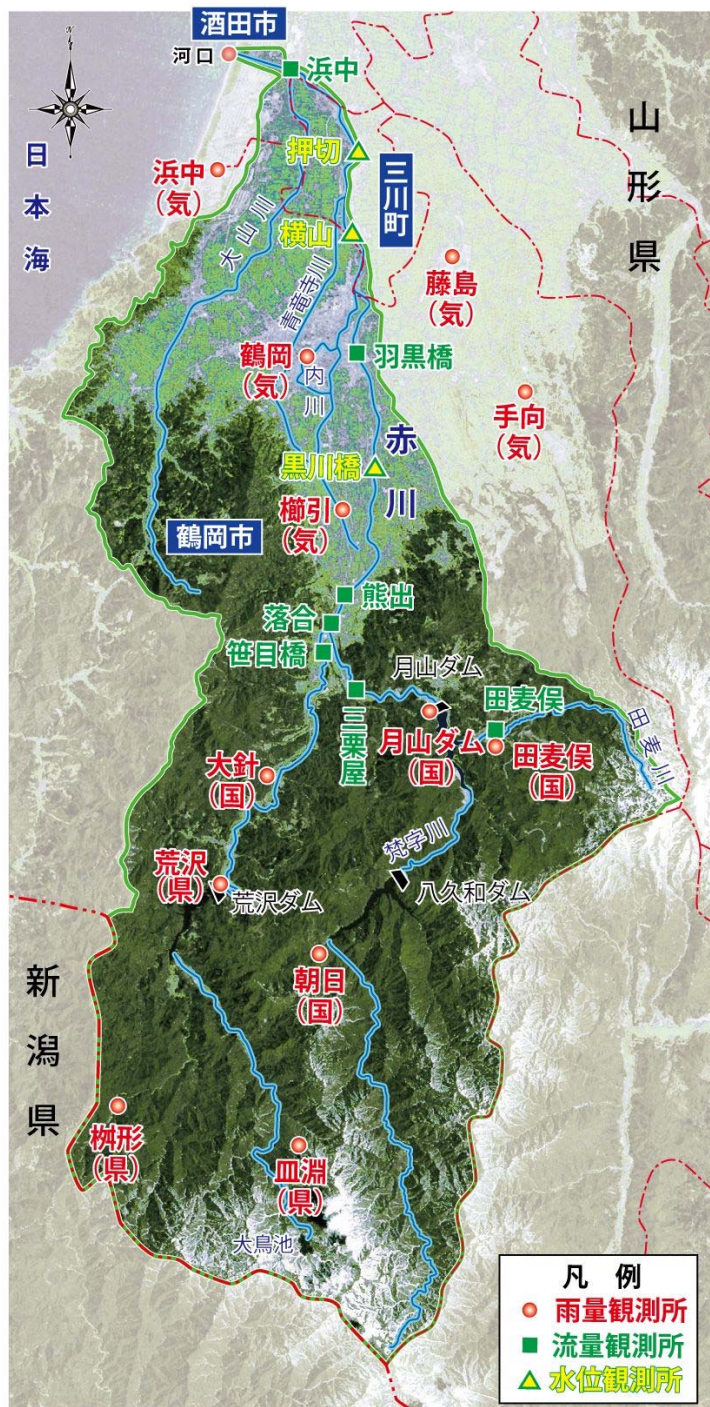 酒田市
河口
浜中
日本海
浜中
(気)
押切
三川町
山形県
大山川
横山
青竜寺川
藤島
(気)
鶴岡
(気)
内川
羽黒橋
手向
(気)
赤川
黒川橋
櫛引
(気)
鶴岡市
熊出
落合
笹目橋
三栗屋
月山ダム
月山ダム
(国)
田麦俣
田麦俣
(国)
田麦川
大針
(国)
梵字川
荒沢
(県)
荒沢ダム
八久和ダム
朝日
(国)
新潟県
桝形
(県)
皿淵
(県)
大鳥池
凡例
雨量観測所
流量観測所
水位観測所